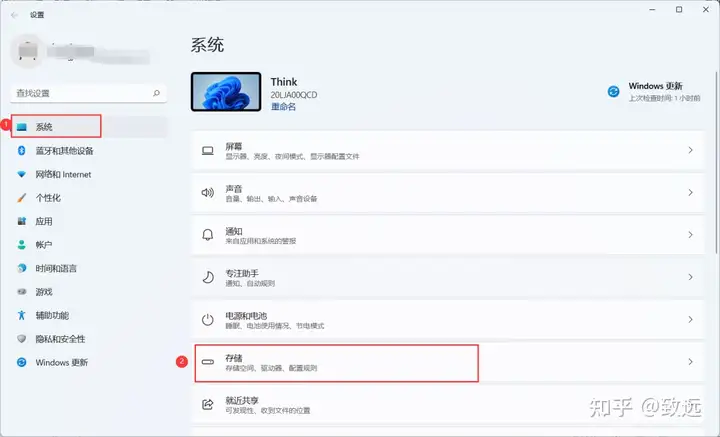 设置
查找设置
1
系统
蓝牙和其他设备
网络和 Internet
个性化
应用
帐户
时间和语言
游戏
辅助功能
隐私和安全性
Windows 更新
系统
Think
20LJA00QCD
重命名
Windows 更新
上次检查时间: 1 小时前
屏幕
显示器、亮度、夜间模式、显示器配置文件
声音
音量、输出、输入、声音设备
通知
来自应用和系统的警报
专注助手
通知、自动规则
电源和电池
睡眠、电池使用情况、节电模式
2
存储
存储空间、驱动器、配置规则
就近共享
可发现性、收到文件的位置
知乎 @致远